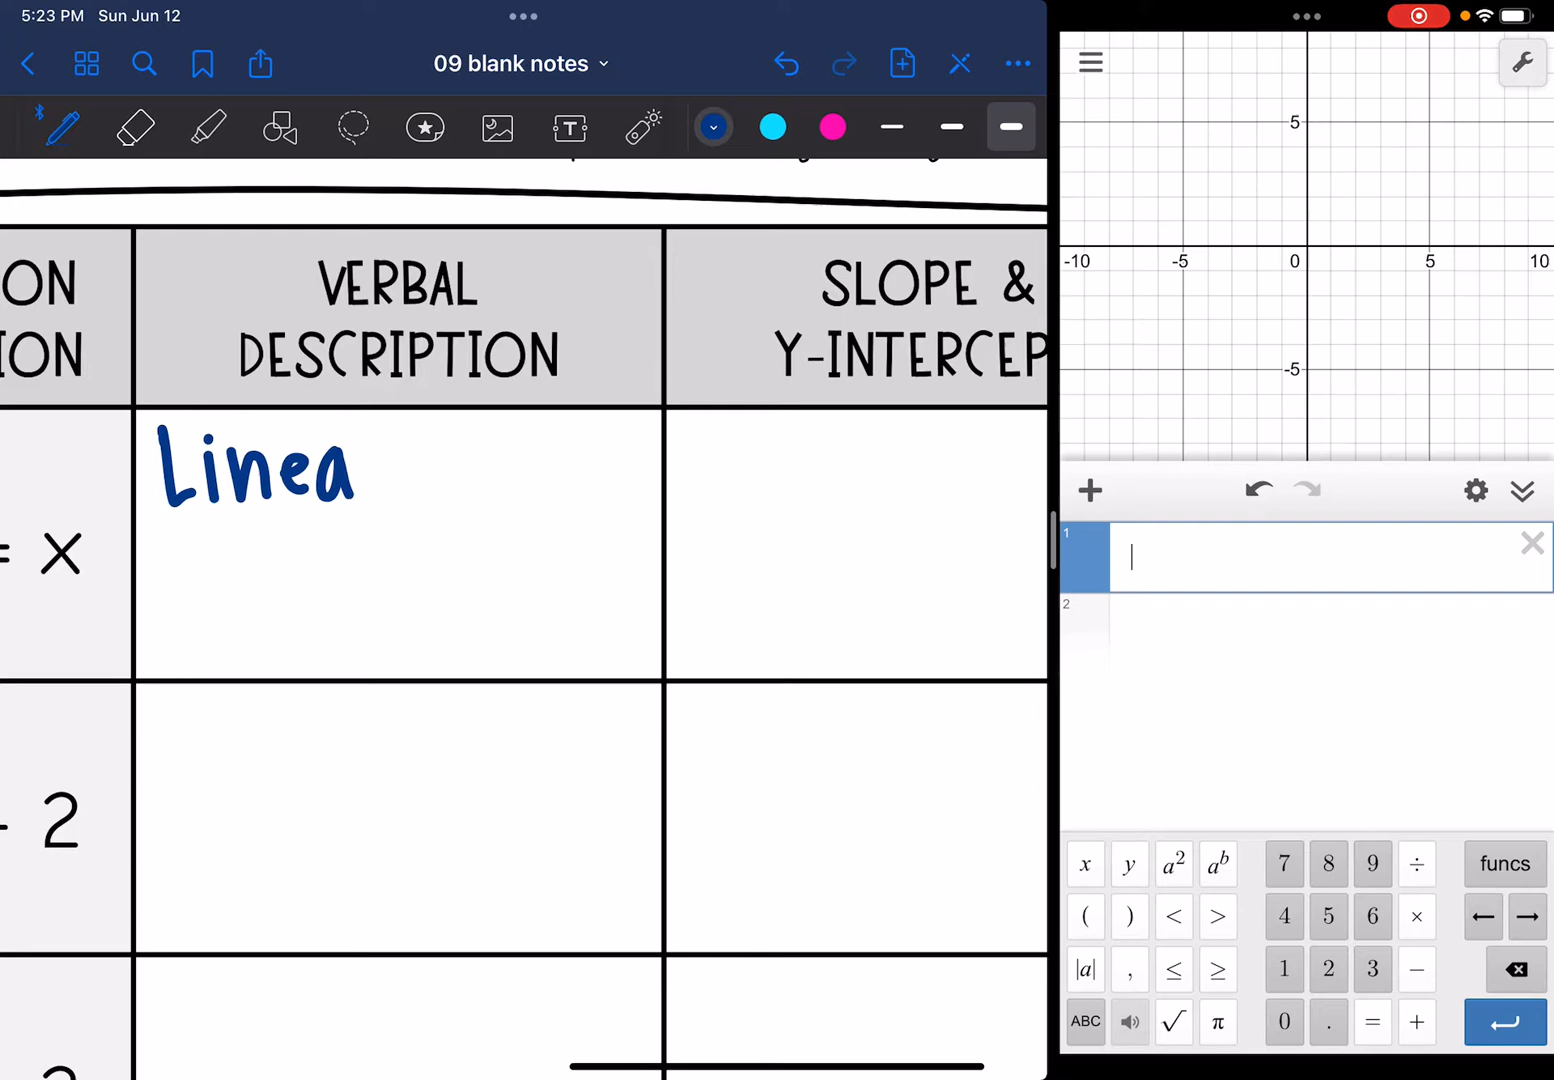 5:23 PM Sun Jun 12
09 blank notes
T
ON
ION
VERBAL
DESCRIPTION
SLOPE &
Y-INTERCEP
= X
Linea
- 2
5
-10 -5 0 5 10
-5
1
2
x y a² aᵇ 7 8 9 ÷ funcs
( ) < > 4 5 6 × ← →
|a| , ≤ ≥ 1 2 3 −
ABC √ π 0 . = +